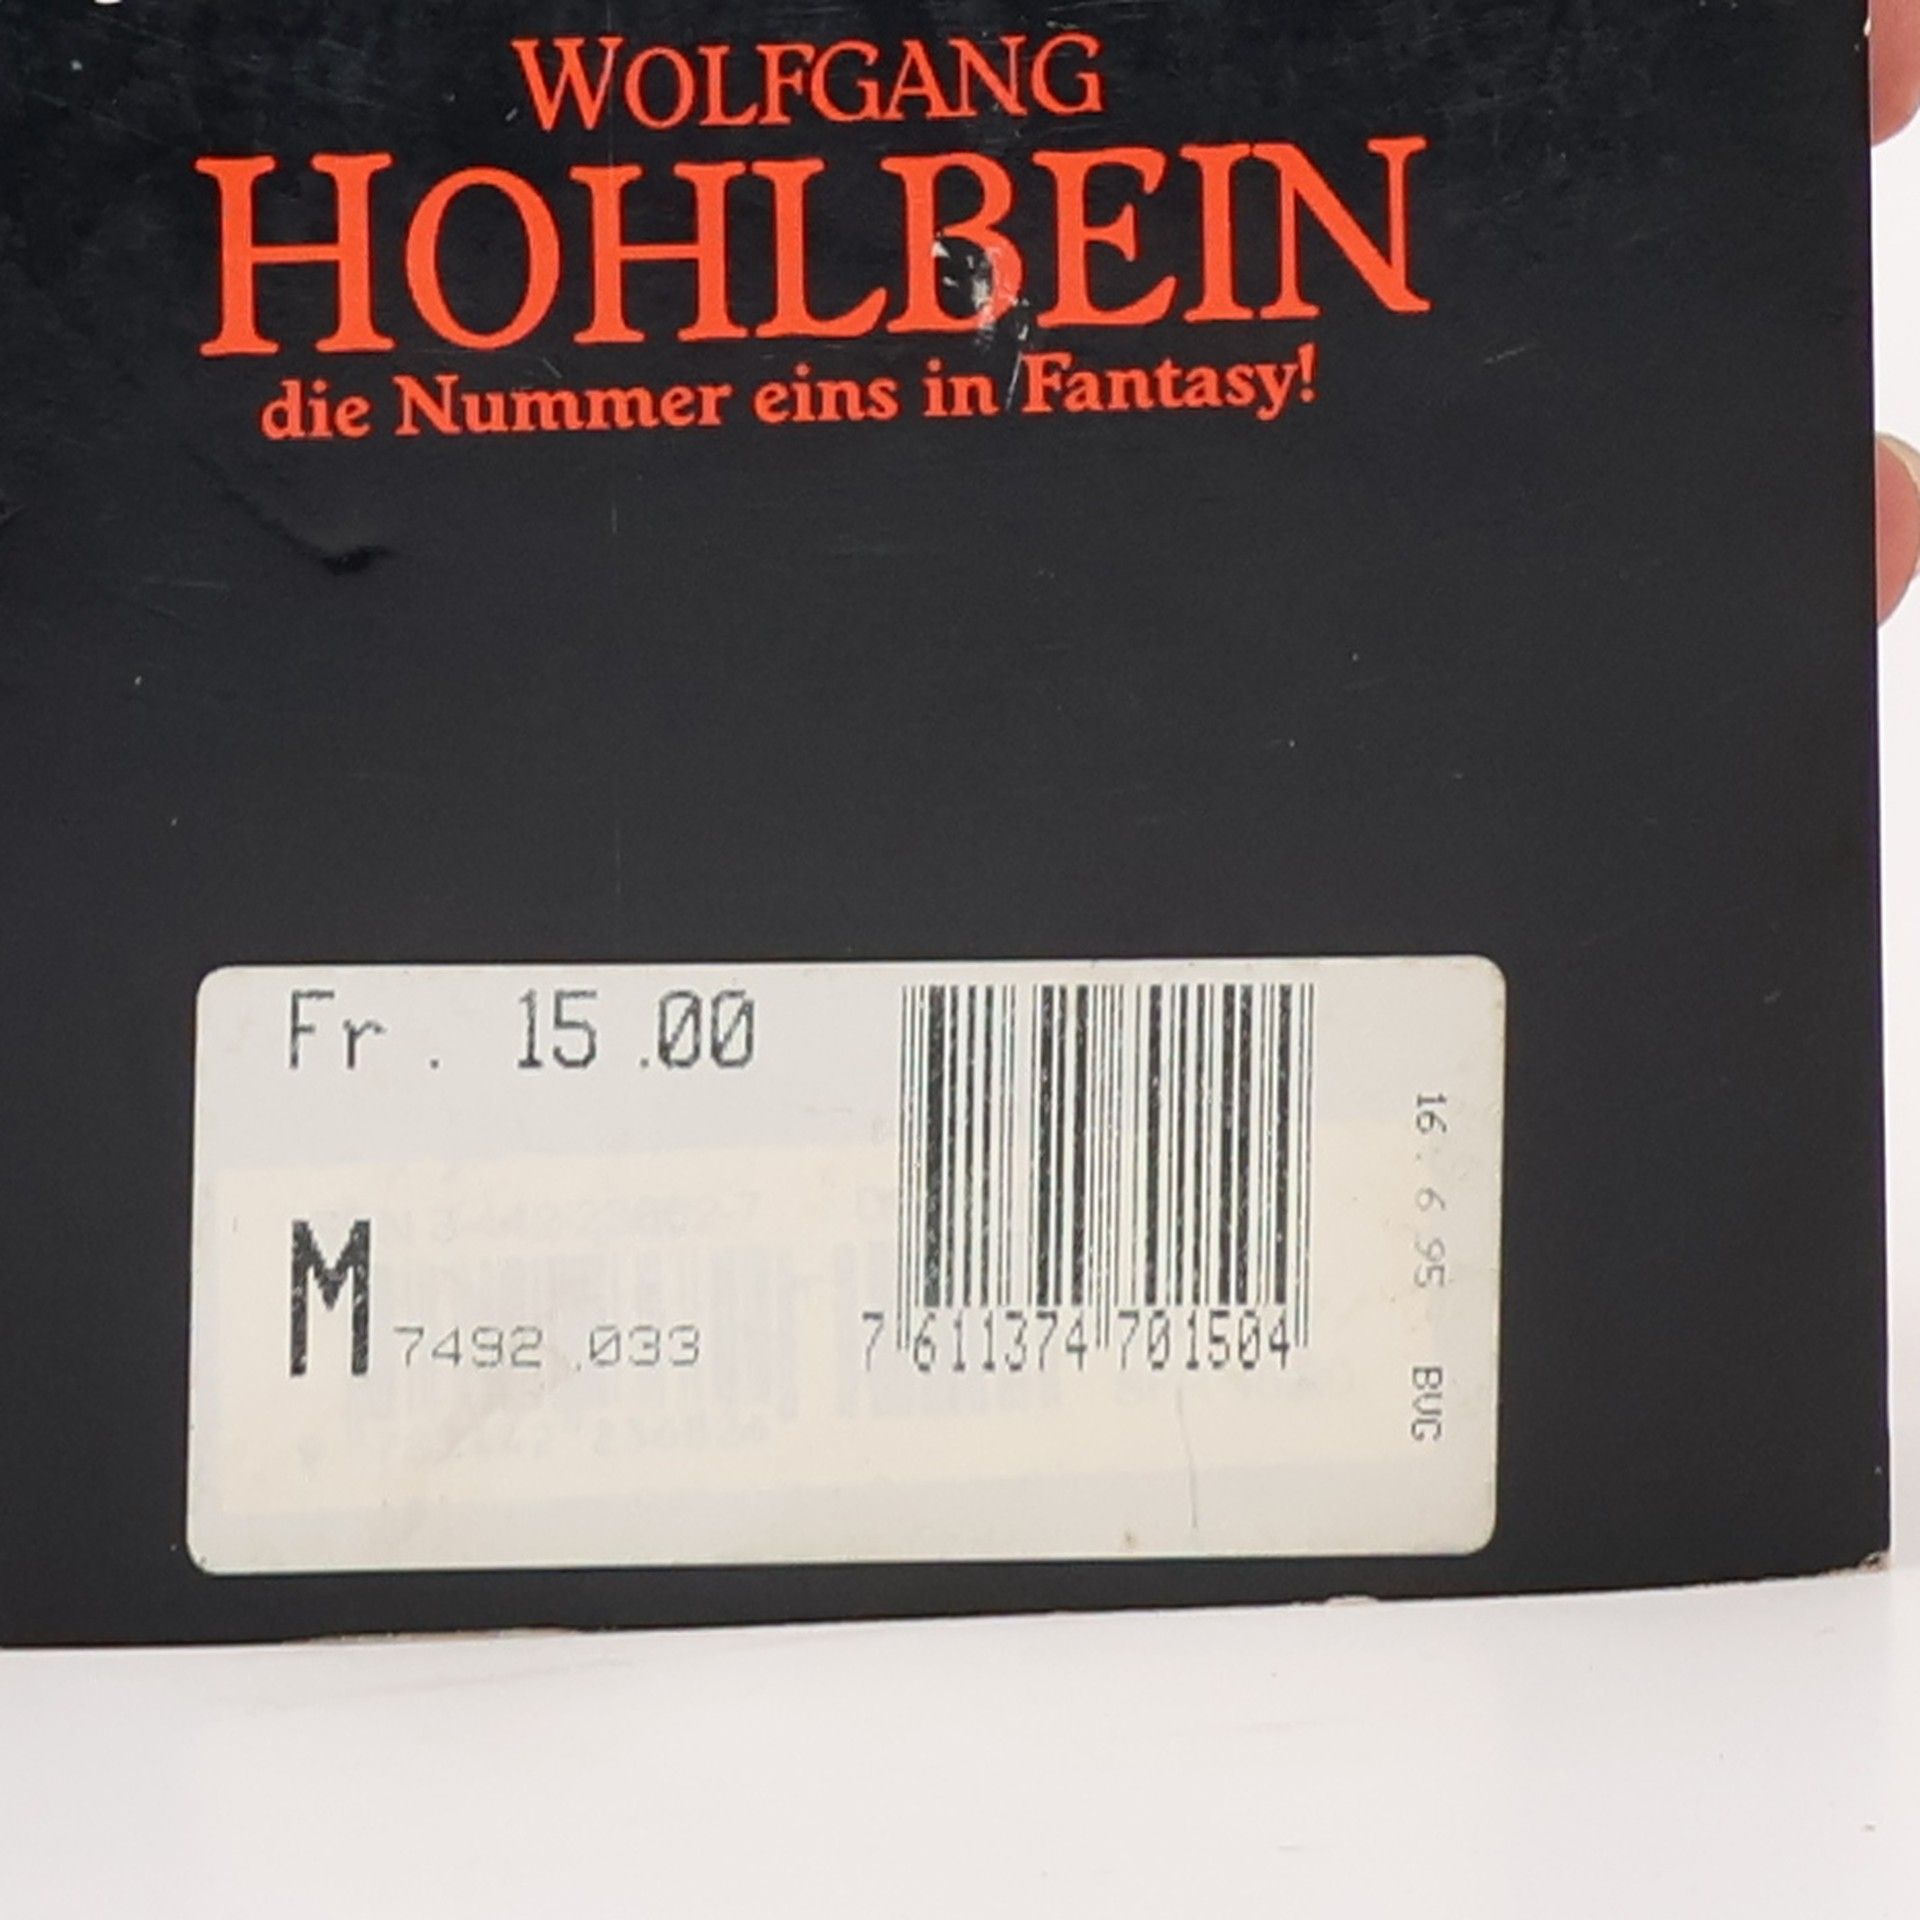 WOLFGANG
HOHLBEIN
die Nummer eins in Fantasy!
Fr. 15.00
M 7492.033
7 611374 701504
16. 6 95 BUG